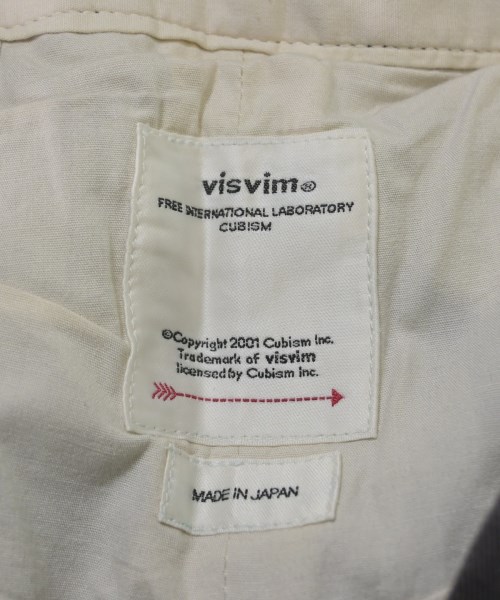 visvim®
FREE INTERNATIONAL LABORATORY
CUBISM
©Copyright 2001 Cubism Inc.
Trademark of visvim
licensed by Cubism Inc.
MADE IN JAPAN